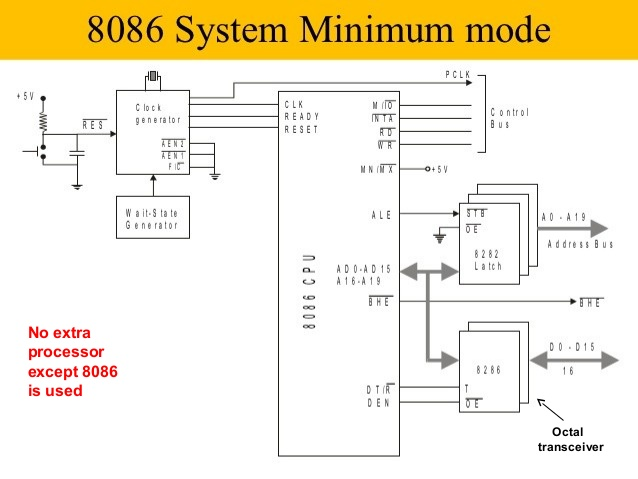 8086 System Minimum mode
PCLK
+5V
RES
Clock
generator
AEN2
AEN1
F/C
Wait-State
Generator
CLK
READY
RESET
M/IO
INTA
RD
WR
Control
Bus
MN/MX
+5V
ALE
STB
OE
8282
Latch
A0 - A19
Address Bus
8086 CPU
AD0-AD15
A16-A19
BHE
BHE
No extra
processor
except 8086
is used
D0 - D15
16
8286
DT/R
DEN
T
OE
Octal
transceiver